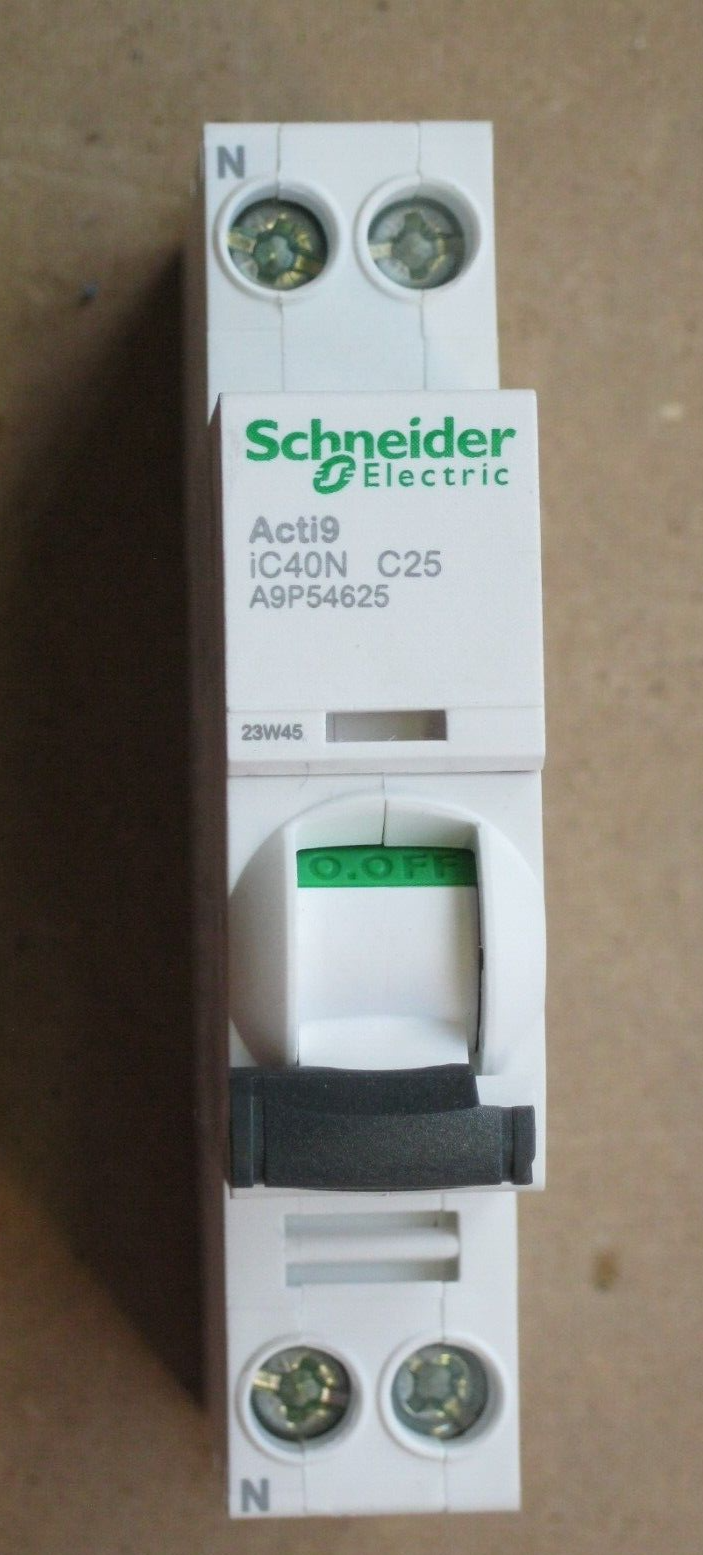 N
Schneider
Electric
Acti9
iC40N C25
A9P54625
23W45
O.OFF
N